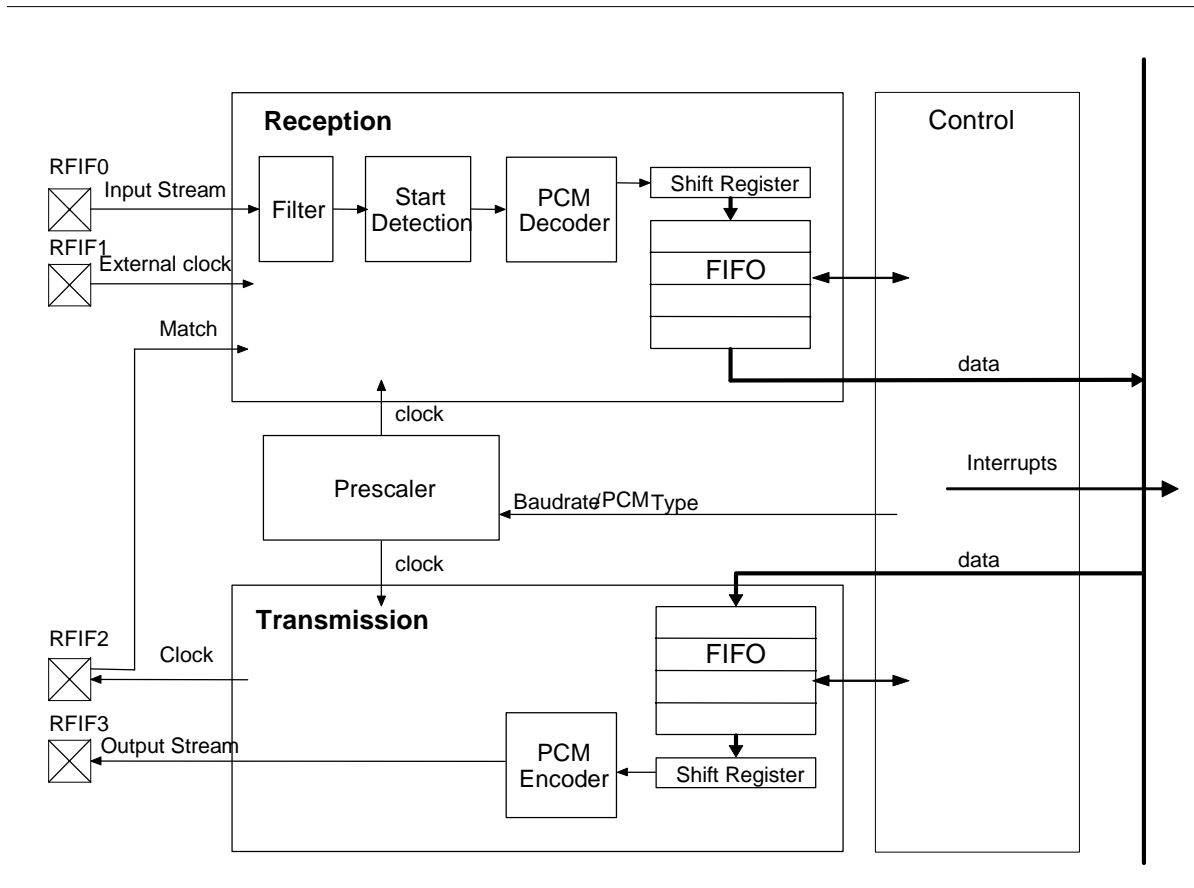 Reception
Control
RFIF0
Input Stream
Filter
Start
Detection
PCM
Decoder
Shift Register
RFIF1
External clock
FIFO
Match
data
clock
Prescaler
Interrupts
Baudrate/PCM Type
clock
data
Transmission
RFIF2
Clock
FIFO
RFIF3
Output Stream
PCM
Encoder
Shift Register